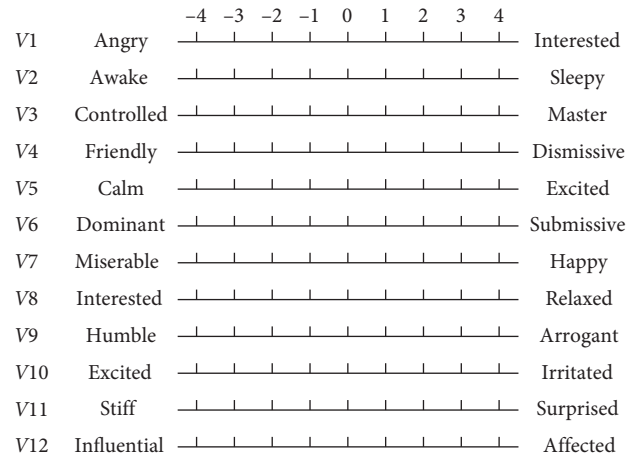 −4 −3 −2 −1 0 1 2 3 4
V1 Angry Interested
V2 Awake Sleepy
V3 Controlled Master
V4 Friendly Dismissive
V5 Calm Excited
V6 Dominant Submissive
V7 Miserable Happy
V8 Interested Relaxed
V9 Humble Arrogant
V10 Excited Irritated
V11 Stiff Surprised
V12 Influential Affected